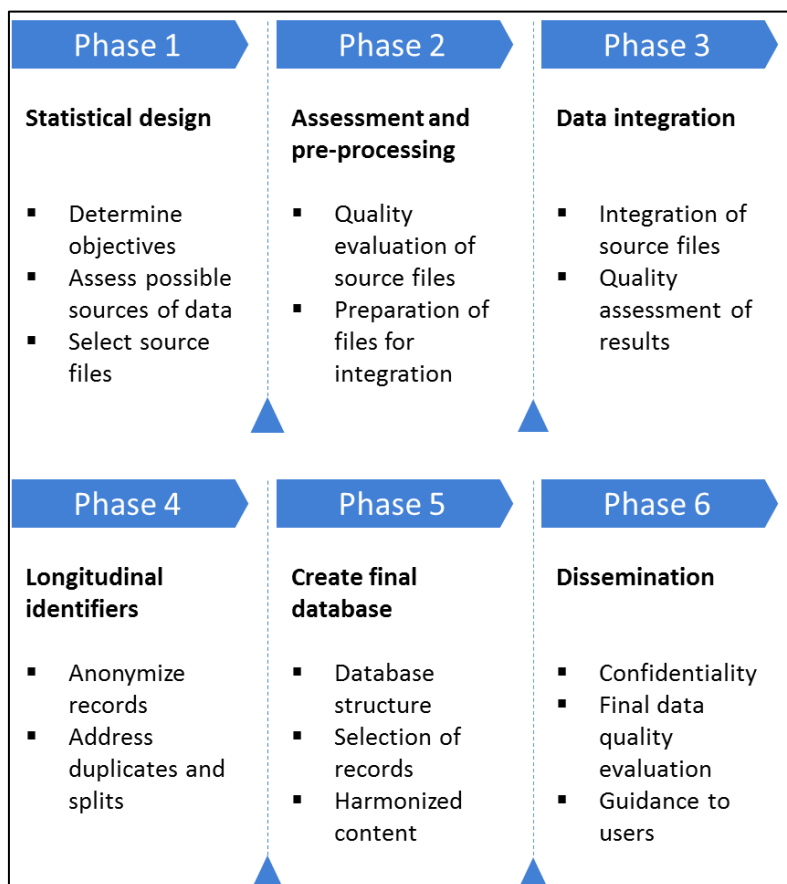 Phase 1
Phase 2
Phase 3
Statistical design
Assessment and
pre-processing
Data integration
▪ Determine
objectives
▪ Assess possible
sources of data
▪ Select source
files
▪ Quality
evaluation of
source files
▪ Preparation of
files for
integration
▪ Integration of
source files
▪ Quality
assessment of
results
Phase 4
Phase 5
Phase 6
Longitudinal
identifiers
Create final
database
Dissemination
▪ Anonymize
records
▪ Address
duplicates and
splits
▪ Database
structure
▪ Selection of
records
▪ Harmonized
content
▪ Confidentiality
▪ Final data
quality
evaluation
▪ Guidance to
users